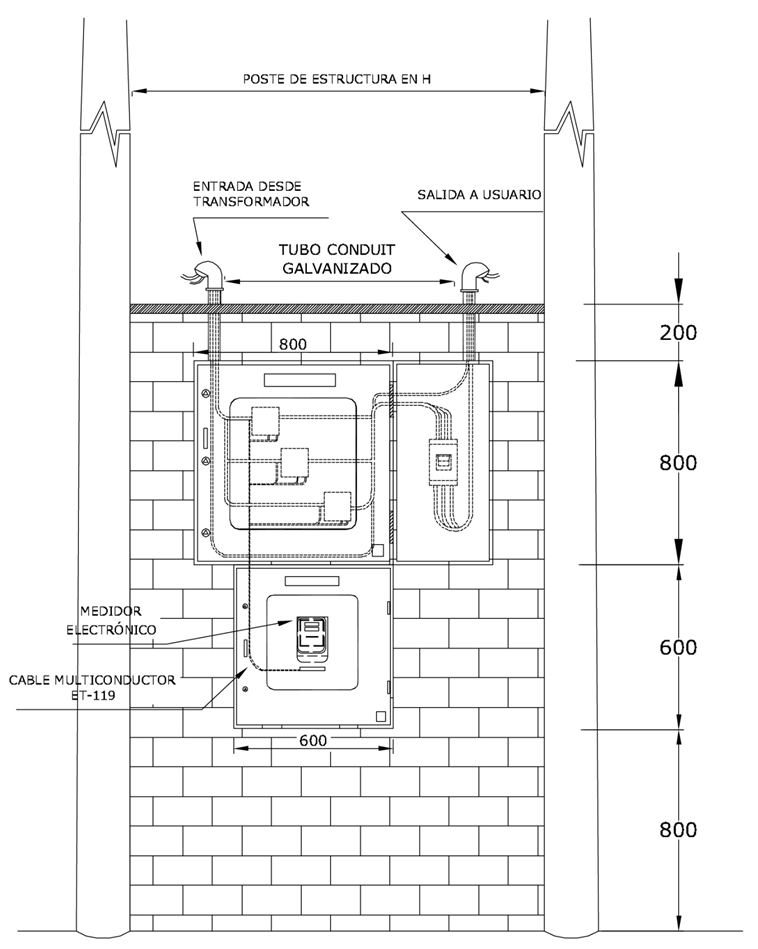 POSTE DE ESTRUCTURA EN H
ENTRADA DESDE
TRANSFORMADOR
SALIDA A USUARIO
TUBO CONDUIT
GALVANIZADO
200
800
800
MEDIDOR
ELECTRÓNICO
600
CABLE MULTICONDUCTOR
ET-119
600
800